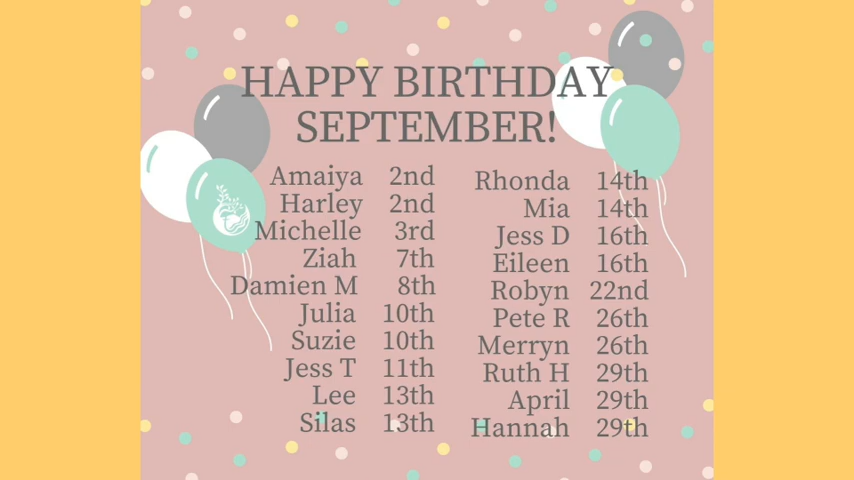 HAPPY BIRTHDAY
SEPTEMBER!
Amaiya 2nd
Harley 2nd
Michelle 3rd
Ziah 7th
Damien M 8th
Julia 10th
Suzie 10th
Jess T 11th
Lee 13th
Silas 13th
Rhonda 14th
Mia 14th
Jess D 16th
Eileen 16th
Robyn 22nd
Pete R 26th
Merryn 26th
Ruth H 29th
April 29th
Hannah 29th